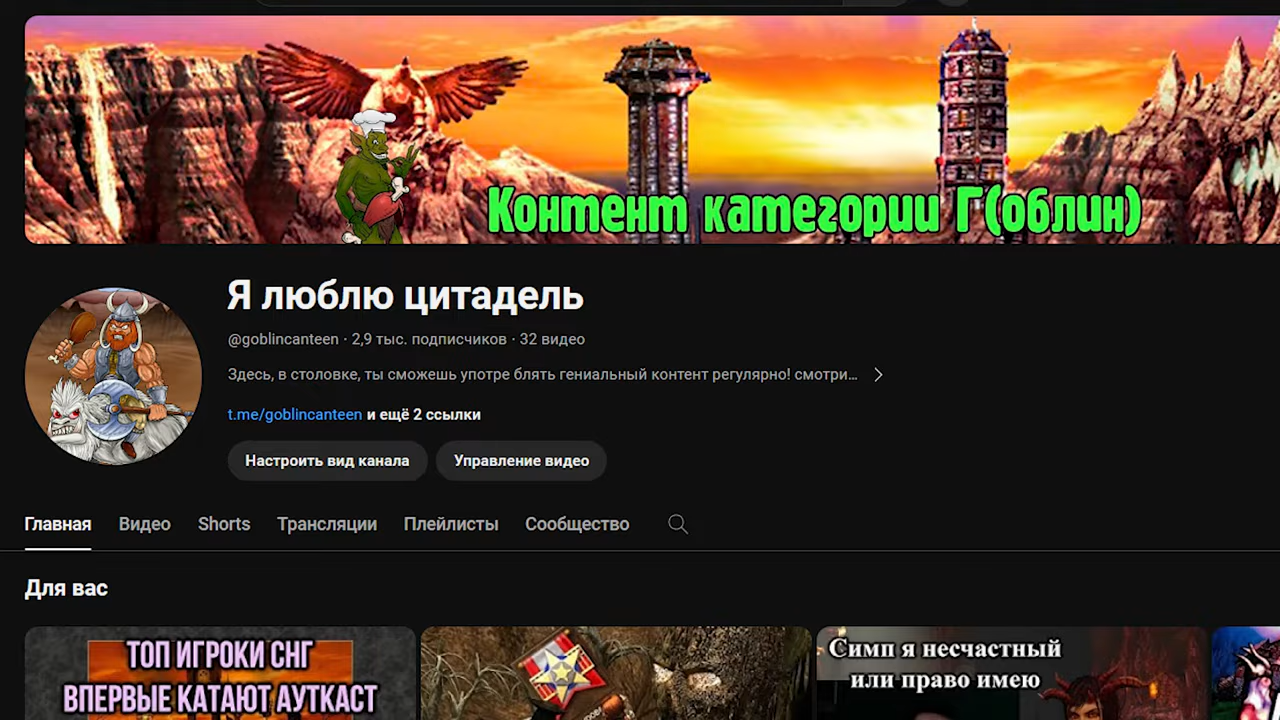 Контент категории Г(облин)
Я люблю цитадель
@goblincanteen · 2,9 тыс. подписчиков · 32 видео
Здесь, в столовке, ты сможешь употре блять гениальный контент регулярно! смотри…
t.me/goblincanteen и ещё 2 ссылки
Настроить вид канала Управление видео
Главная Видео Shorts Трансляции Плейлисты Сообщество
Для вас
ТОП ИГРОКИ СНГ
ВПЕРВЫЕ КАТАЮТ АУТКАСТ
Симп я несчастный
или право имею